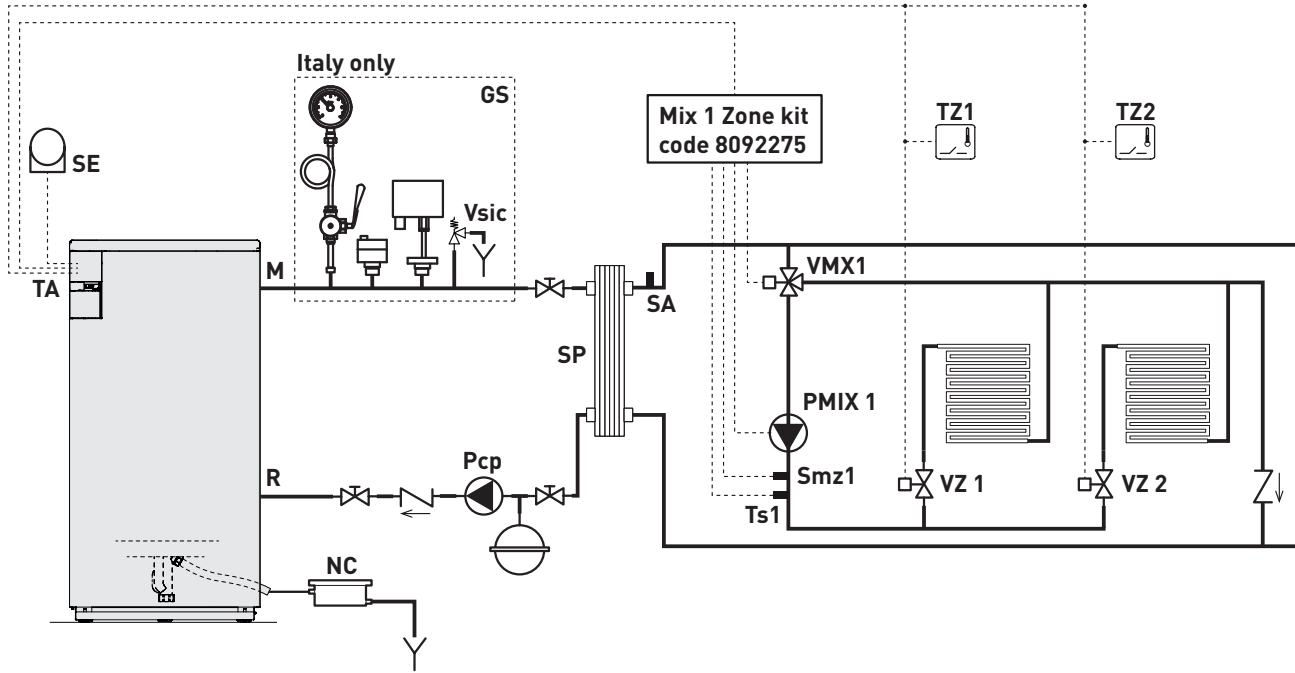 Italy only
GS
Mix 1 Zone kit
code 8092275
TZ1
TZ2
SE
Vsic
M
TA
VMX1
SA
SP
PMIX 1
Pcp
R
Smz1
VZ 1
VZ 2
Ts1
NC